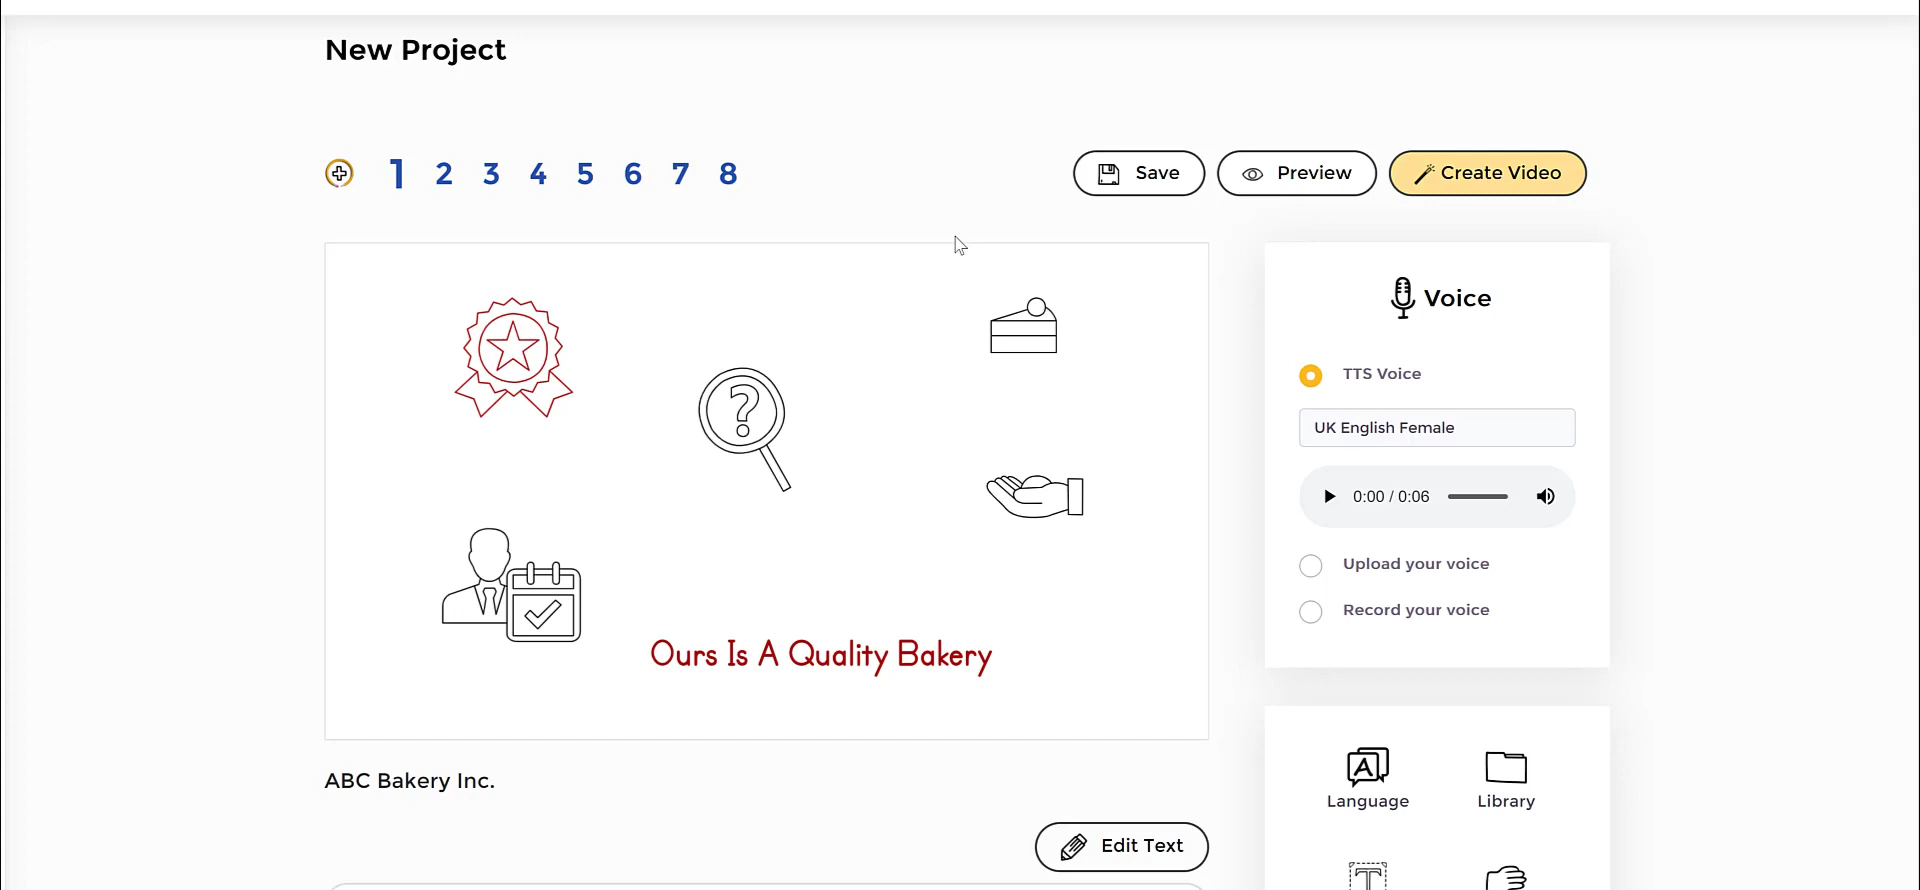 New Project
1 2 3 4 5 6 7 8
Save
Preview
Create Video
?
Ours Is A Quality Bakery
ABC Bakery Inc.
Edit Text
Voice
TTS Voice
UK English Female
0:00 / 0:06
Upload your voice
Record your voice
A
Language
Library
T